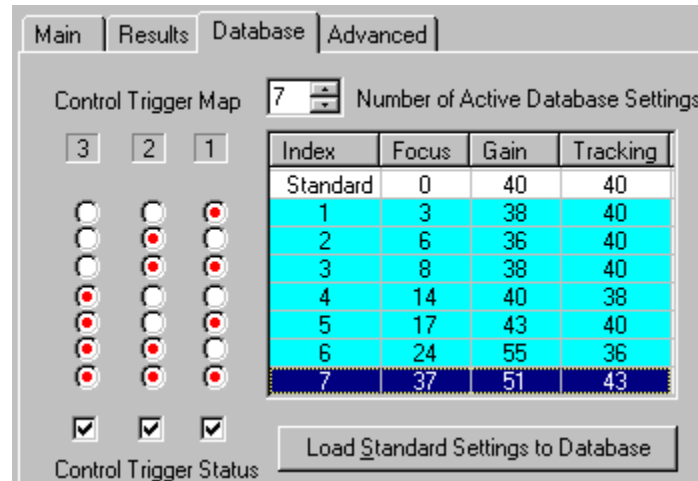 Main Results Database Advanced
Control Trigger Map 7 Number of Active Database Settings
3 2 1
Index Focus Gain Tracking
Standard 0 40 40
1 3 38 40
2 6 36 40
3 8 38 40
4 14 40 38
5 17 43 40
6 24 55 36
7 37 51 43
Load Standard Settings to Database
Control Trigger Status